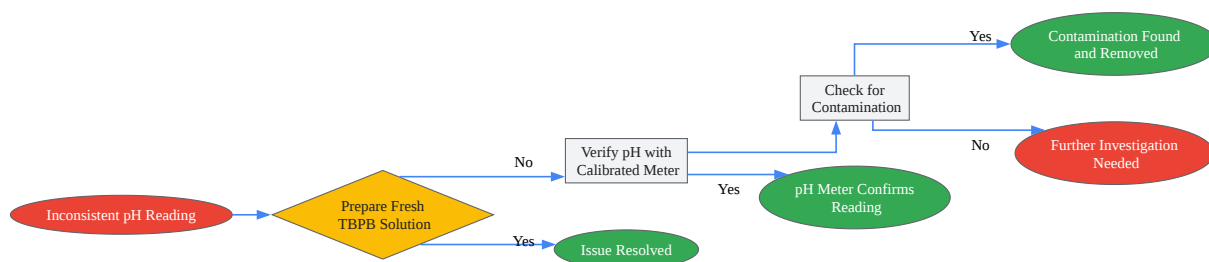 Inconsistent pH Reading
Prepare Fresh
TBPB Solution
No
Yes
Issue Resolved
Verify pH with
Calibrated Meter
Yes
pH Meter Confirms
Reading
Check for
Contamination
Yes
Contamination Found
and Removed
No
Further Investigation
Needed